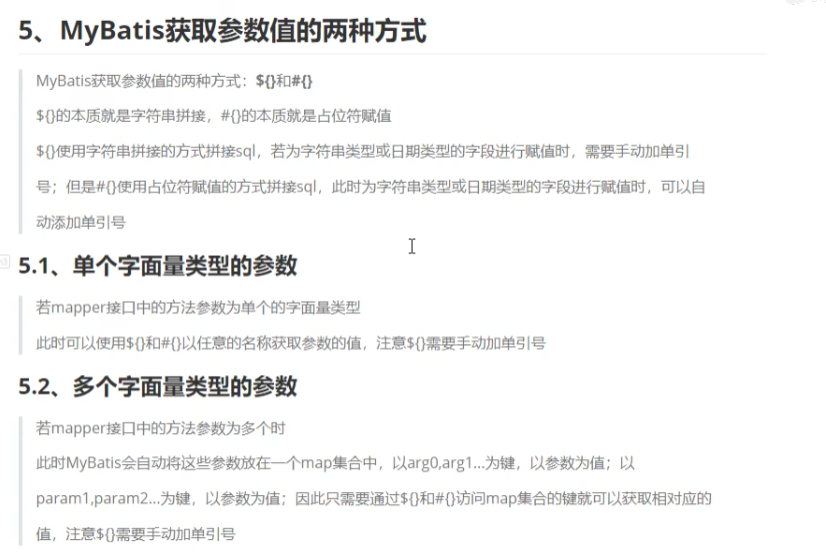 5、MyBatis获取参数值的两种方式
MyBatis获取参数值的两种方式：${}和#{}
${}的本质就是字符串拼接，#{}的本质就是占位符赋值
${}使用字符串拼接的方式拼接sql，若为字符串类型或日期类型的字段进行赋值时，需要手动加单引
号；但是#{}使用占位符赋值的方式拼接sql，此时为字符串类型或日期类型的字段进行赋值时，可以自
动添加单引号
5.1、单个字面量类型的参数
若mapper接口中的方法参数为单个的字面量类型
此时可以使用${}和#{}以任意的名称获取参数的值，注意${}需要手动加单引号
5.2、多个字面量类型的参数
若mapper接口中的方法参数为多个时
此时MyBatis会自动将这些参数放在一个map集合中，以arg0,arg1...为键，以参数为值；以
param1,param2...为键，以参数为值；因此只需要通过${}和#{}访问map集合的键就可以获取相对应的
值，注意${}需要手动加单引号